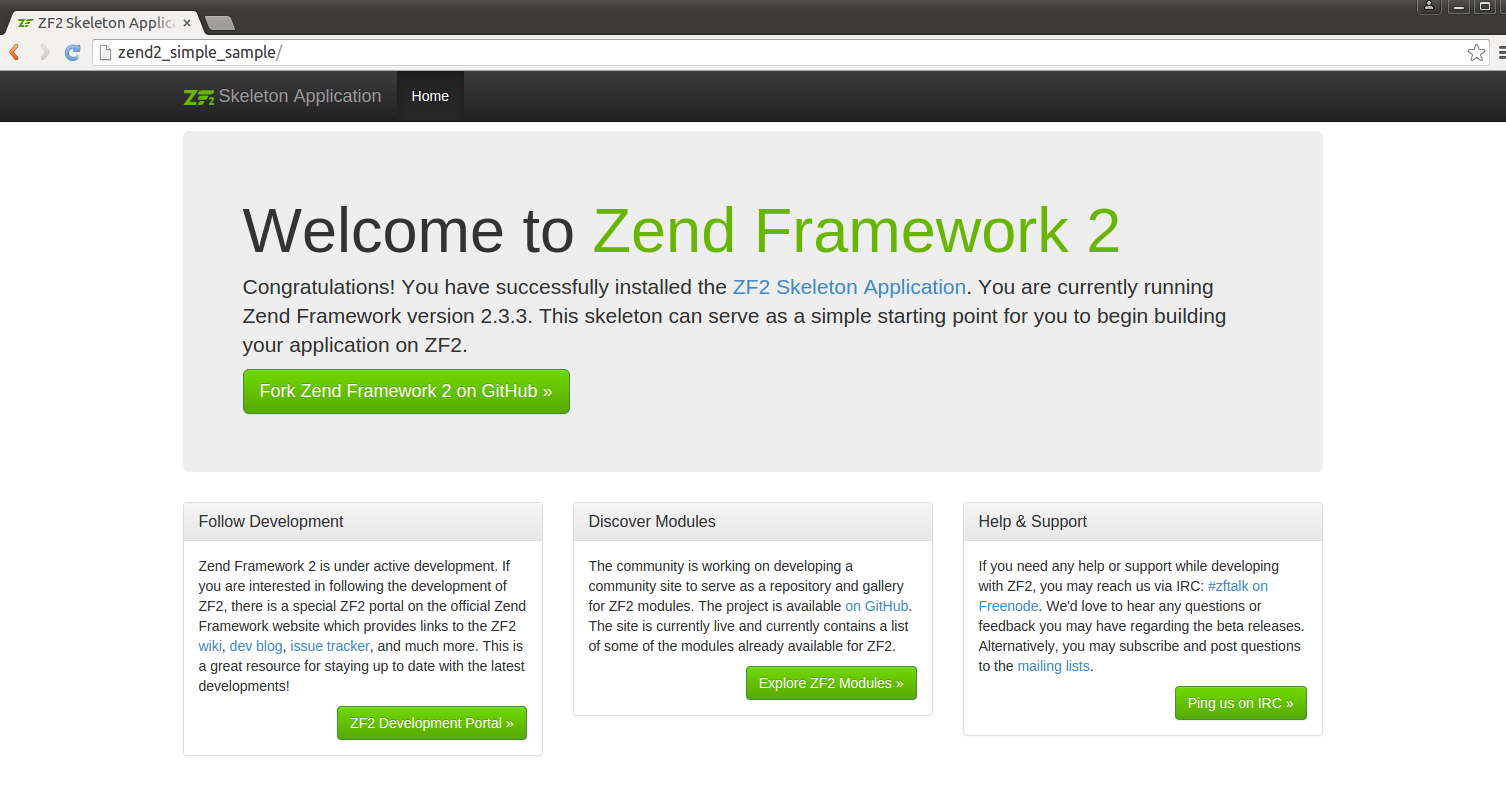 ZF2 Skeleton Applic
zend2_simple_sample/
ZF2 Skeleton Application Home
Welcome to Zend Framework 2
Congratulations! You have successfully installed the ZF2 Skeleton Application. You are currently running
Zend Framework version 2.3.3. This skeleton can serve as a simple starting point for you to begin building
your application on ZF2.
Fork Zend Framework 2 on GitHub »
Follow Development
Zend Framework 2 is under active development. If
you are interested in following the development of
ZF2, there is a special ZF2 portal on the official Zend
Framework website which provides links to the ZF2
wiki, dev blog, issue tracker, and much more. This is
a great resource for staying up to date with the latest
developments!
ZF2 Development Portal »
Discover Modules
The community is working on developing a
community site to serve as a repository and gallery
for ZF2 modules. The project is available on GitHub.
The site is currently live and currently contains a list
of some of the modules already available for ZF2.
Explore ZF2 Modules »
Help & Support
If you need any help or support while developing
with ZF2, you may reach us via IRC: #zftalk on
Freenode. We'd love to hear any questions or
feedback you may have regarding the beta releases.
Alternatively, you may subscribe and post questions
to the mailing lists.
Ping us on IRC »